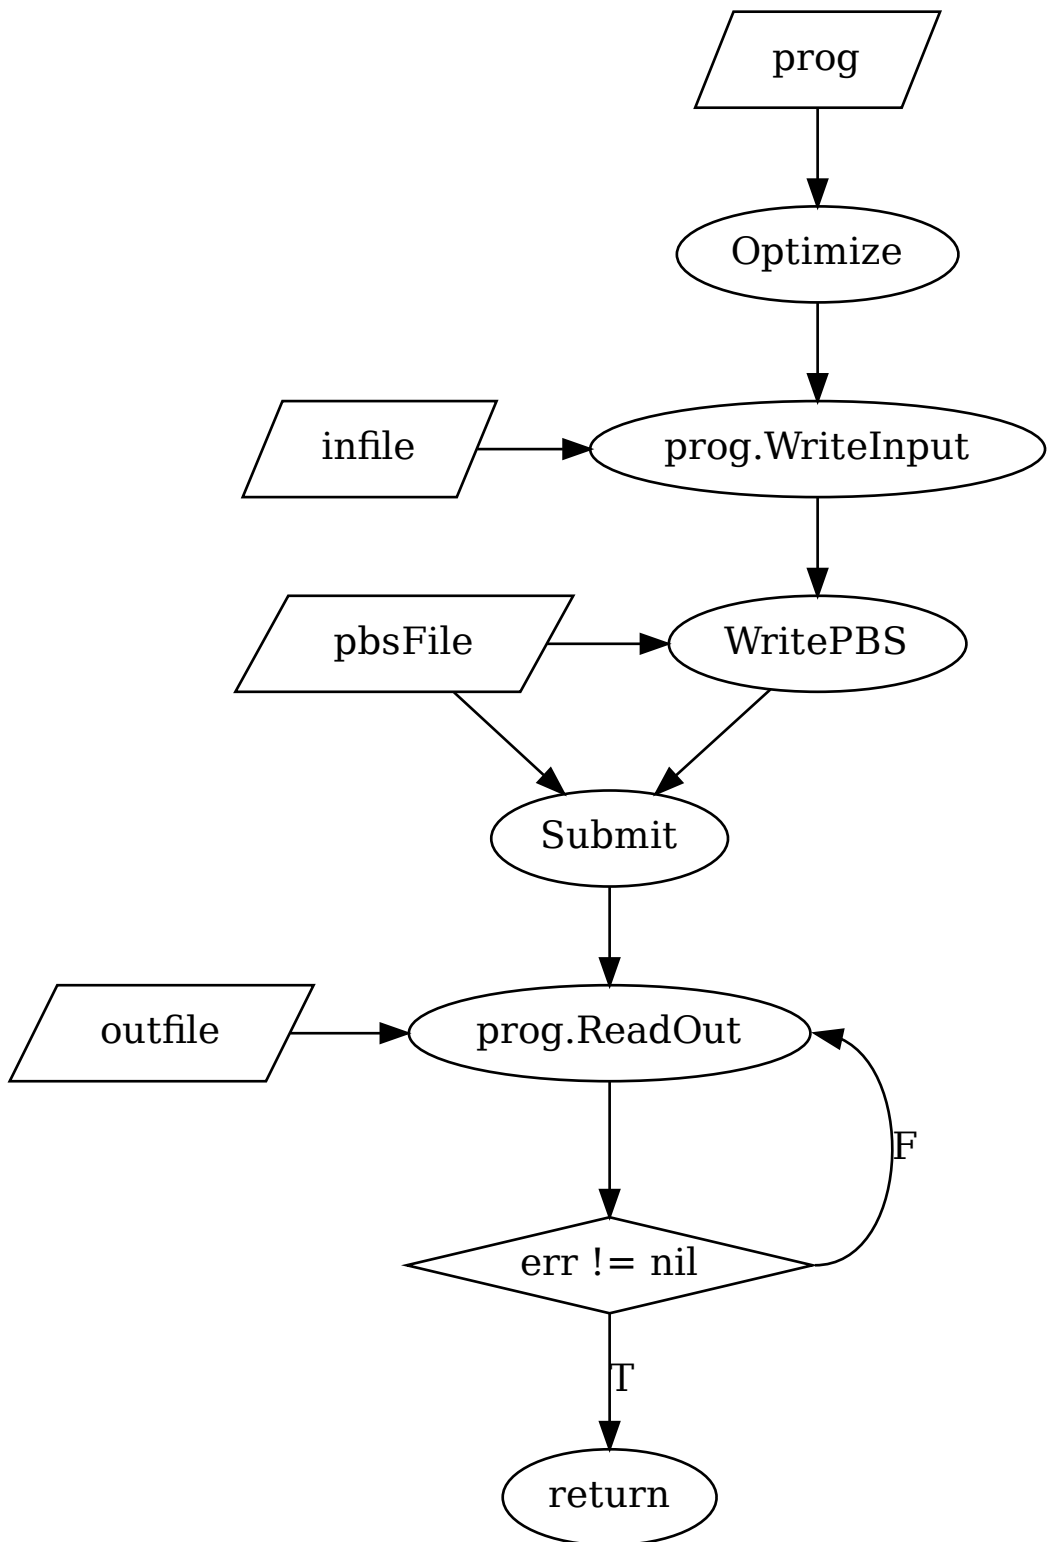 prog
Optimize
infile
prog.WriteInput
pbsFile
WritePBS
Submit
outfile
prog.ReadOut
F
err != nil
T
return